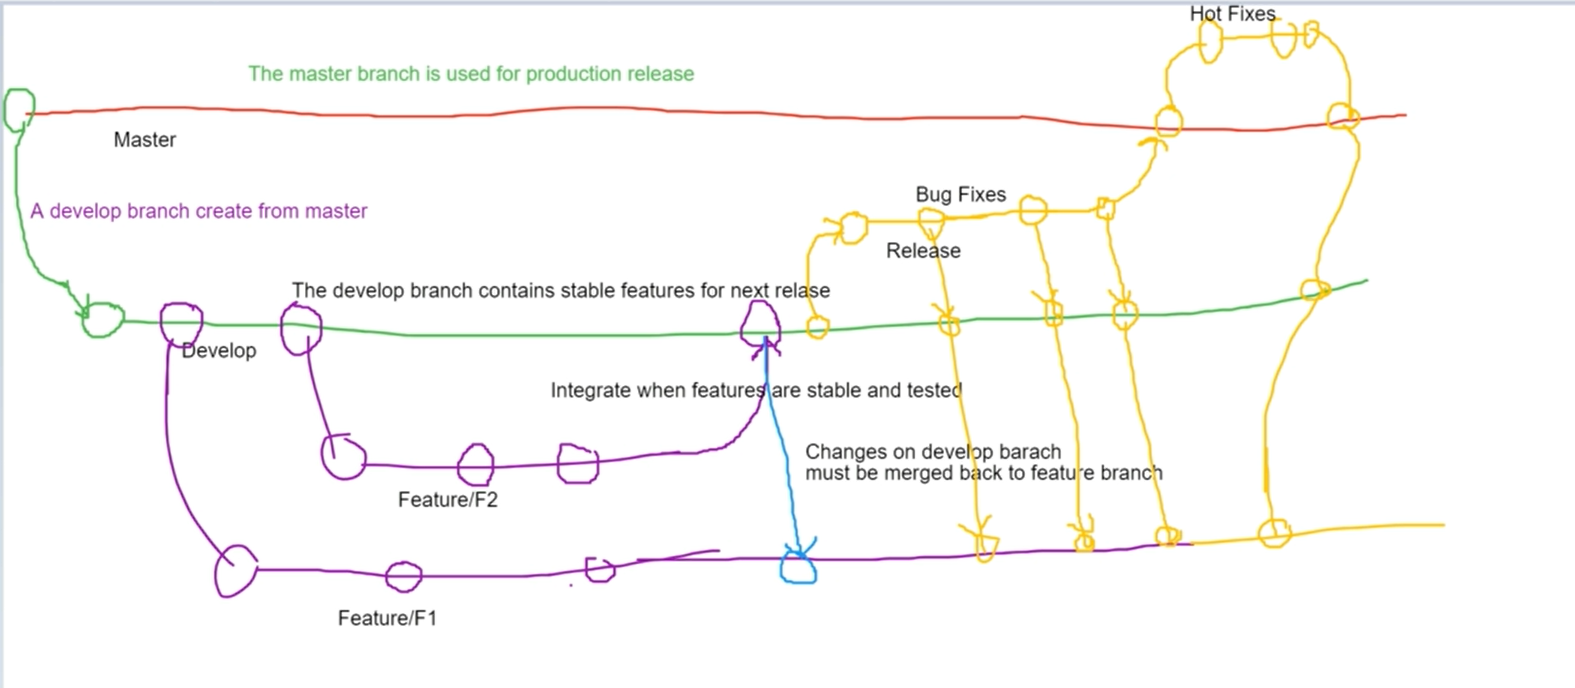 Hot Fixes
The master branch is used for production release
Master
Bug Fixes
A develop branch create from master
Release
The develop branch contains stable features for next relase
Develop
Integrate when features are stable and tested
Changes on develop barach
must be merged back to feature branch
Feature/F2
Feature/F1